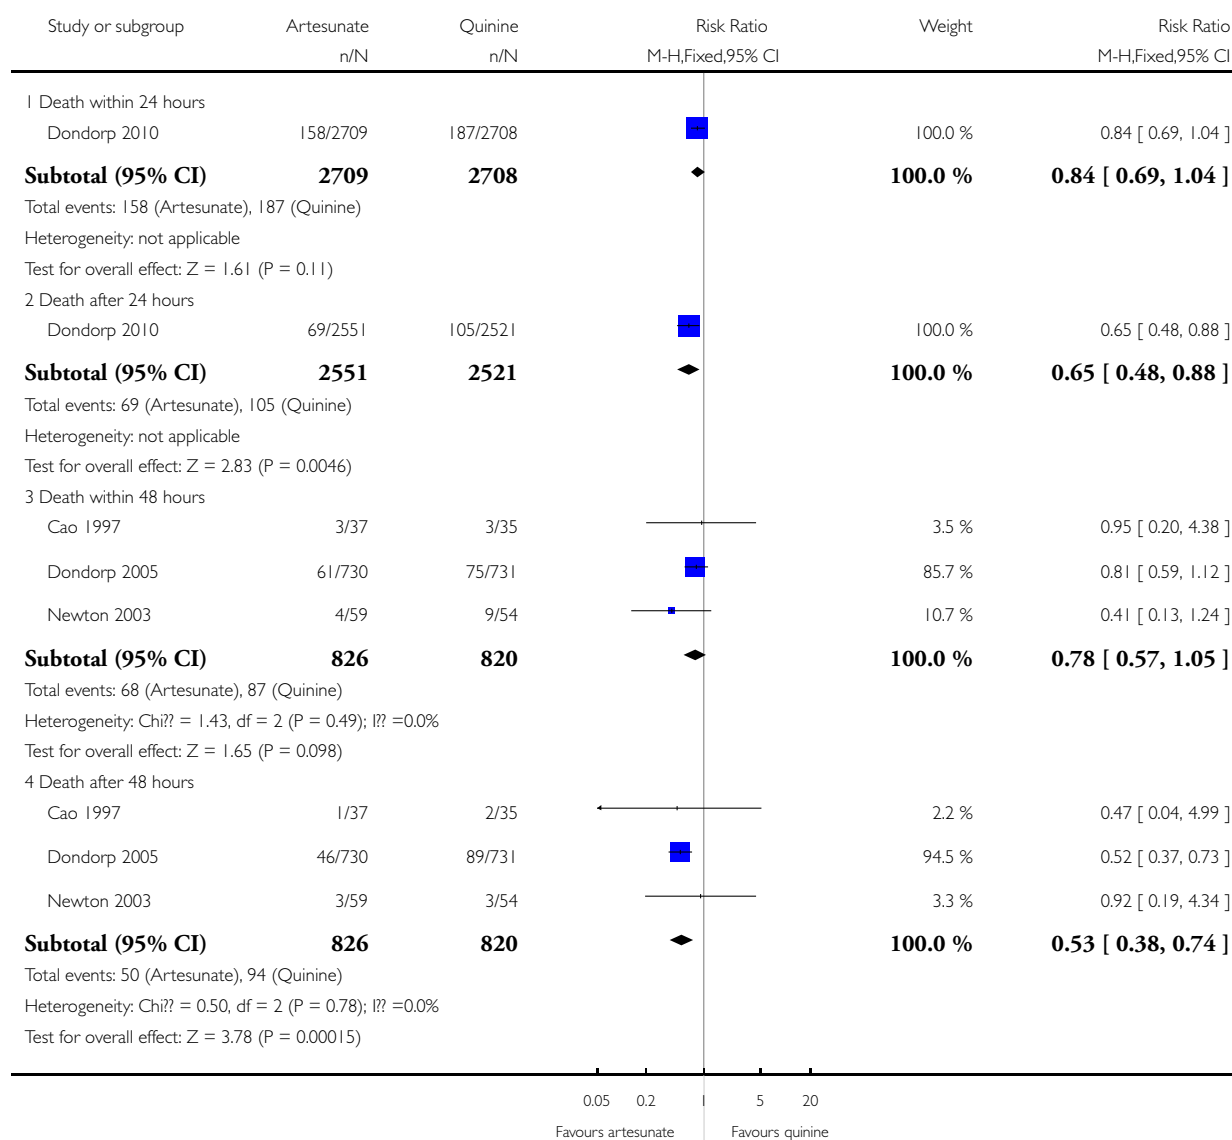 Study or subgroup Artesunate Quinine Risk Ratio Weight Risk Ratio
n/N n/N M-H,Fixed,95% CI M-H,Fixed,95% CI
1 Death within 24 hours
Dondorp 2010 158/2709 187/2708 100.0 % 0.84 [ 0.69, 1.04 ]
Subtotal (95% CI) 2709 2708 100.0 % 0.84 [ 0.69, 1.04 ]
Total events: 158 (Artesunate), 187 (Quinine)
Heterogeneity: not applicable
Test for overall effect: Z = 1.61 (P = 0.11)
2 Death after 24 hours
Dondorp 2010 69/2551 105/2521 100.0 % 0.65 [ 0.48, 0.88 ]
Subtotal (95% CI) 2551 2521 100.0 % 0.65 [ 0.48, 0.88 ]
Total events: 69 (Artesunate), 105 (Quinine)
Heterogeneity: not applicable
Test for overall effect: Z = 2.83 (P = 0.0046)
3 Death within 48 hours
Cao 1997 3/37 3/35 3.5 % 0.95 [ 0.20, 4.38 ]
Dondorp 2005 61/730 75/731 85.7 % 0.81 [ 0.59, 1.12 ]
Newton 2003 4/59 9/54 10.7 % 0.41 [ 0.13, 1.24 ]
Subtotal (95% CI) 826 820 100.0 % 0.78 [ 0.57, 1.05 ]
Total events: 68 (Artesunate), 87 (Quinine)
Heterogeneity: Chi?? = 1.43, df = 2 (P = 0.49); I?? =0.0%
Test for overall effect: Z = 1.65 (P = 0.098)
4 Death after 48 hours
Cao 1997 1/37 2/35 2.2 % 0.47 [ 0.04, 4.99 ]
Dondorp 2005 46/730 89/731 94.5 % 0.52 [ 0.37, 0.73 ]
Newton 2003 3/59 3/54 3.3 % 0.92 [ 0.19, 4.34 ]
Subtotal (95% CI) 826 820 100.0 % 0.53 [ 0.38, 0.74 ]
Total events: 50 (Artesunate), 94 (Quinine)
Heterogeneity: Chi?? = 0.50, df = 2 (P = 0.78); I?? =0.0%
Test for overall effect: Z = 3.78 (P = 0.00015)
0.05 0.2 1 5 20
Favours artesunate Favours quinine